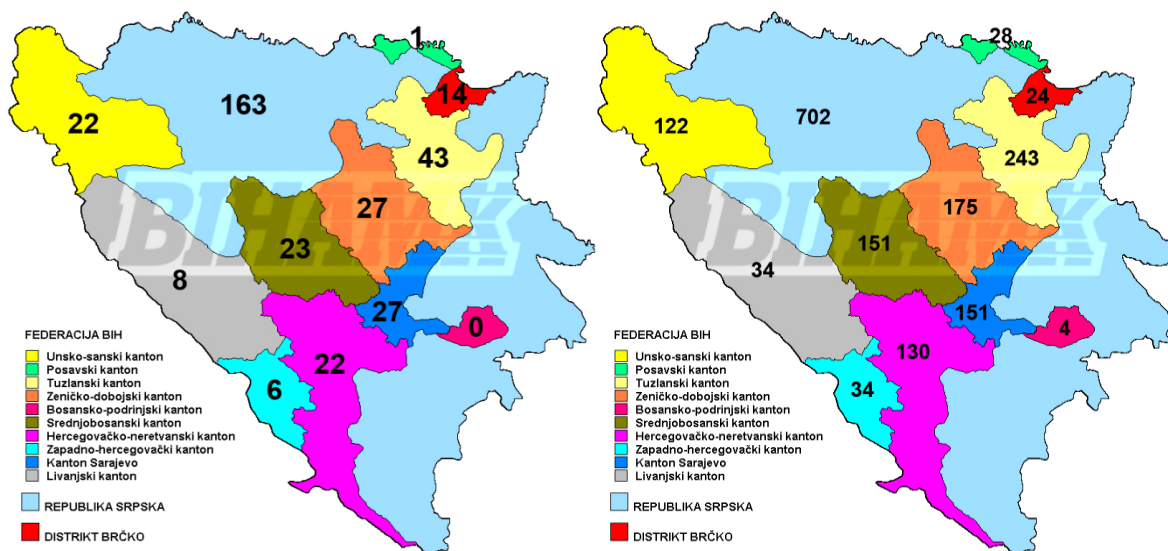 1
14
163
22
43
27
23
8
27
0
22
6
BIHAMK
FEDERACIJA BIH
Unsko-sanski kanton
Posavski kanton
Tuzlanski kanton
Zeničko-dobojski kanton
Bosansko-podrinjski kanton
Srednjobosanski kanton
Hercegovačko-neretvanski kanton
Zapadno-hercegovački kanton
Kanton Sarajevo
Livanjski kanton
REPUBLIKA SRPSKA
DISTRIKT BRČKO
28
24
702
122
243
175
151
34
151
4
130
34
BIHAMK
FEDERACIJA BIH
Unsko-sanski kanton
Posavski kanton
Tuzlanski kanton
Zeničko-dobojski kanton
Bosansko-podrinjski kanton
Srednjobosanski kanton
Hercegovačko-neretvanski kanton
Zapadno-hercegovački kanton
Kanton Sarajevo
Livanjski kanton
REPUBLIKA SRPSKA
DISTRIKT BRČKO